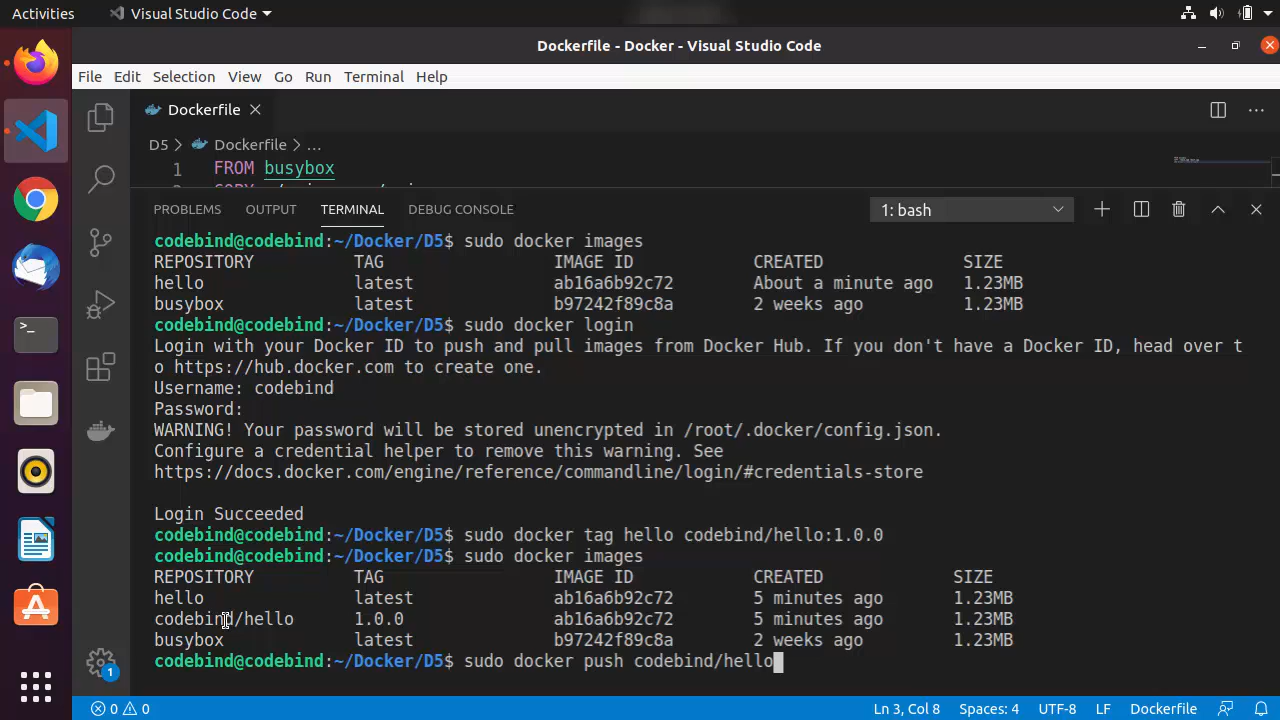 Activities Visual Studio Code
Dockerfile - Docker - Visual Studio Code
File Edit Selection View Go Run Terminal Help
Dockerfile
D5 > Dockerfile > ...
1 FROM busybox
PROBLEMS OUTPUT TERMINAL DEBUG CONSOLE 1: bash
codebind@codebind:~/Docker/D5$ sudo docker images
REPOSITORY TAG IMAGE ID CREATED SIZE
hello latest ab16a6b92c72 About a minute ago 1.23MB
busybox latest b97242f89c8a 2 weeks ago 1.23MB
codebind@codebind:~/Docker/D5$ sudo docker login
Login with your Docker ID to push and pull images from Docker Hub. If you don't have a Docker ID, head over t
o https://hub.docker.com to create one.
Username: codebind
Password:
WARNING! Your password will be stored unencrypted in /root/.docker/config.json.
Configure a credential helper to remove this warning. See
https://docs.docker.com/engine/reference/commandline/login/#credentials-store
Login Succeeded
codebind@codebind:~/Docker/D5$ sudo docker tag hello codebind/hello:1.0.0
codebind@codebind:~/Docker/D5$ sudo docker images
REPOSITORY TAG IMAGE ID CREATED SIZE
hello latest ab16a6b92c72 5 minutes ago 1.23MB
codebind/hello 1.0.0 ab16a6b92c72 5 minutes ago 1.23MB
busybox latest b97242f89c8a 2 weeks ago 1.23MB
codebind@codebind:~/Docker/D5$ sudo docker push codebind/hello
1
0 0 Ln 3, Col 8 Spaces: 4 UTF-8 LF Dockerfile